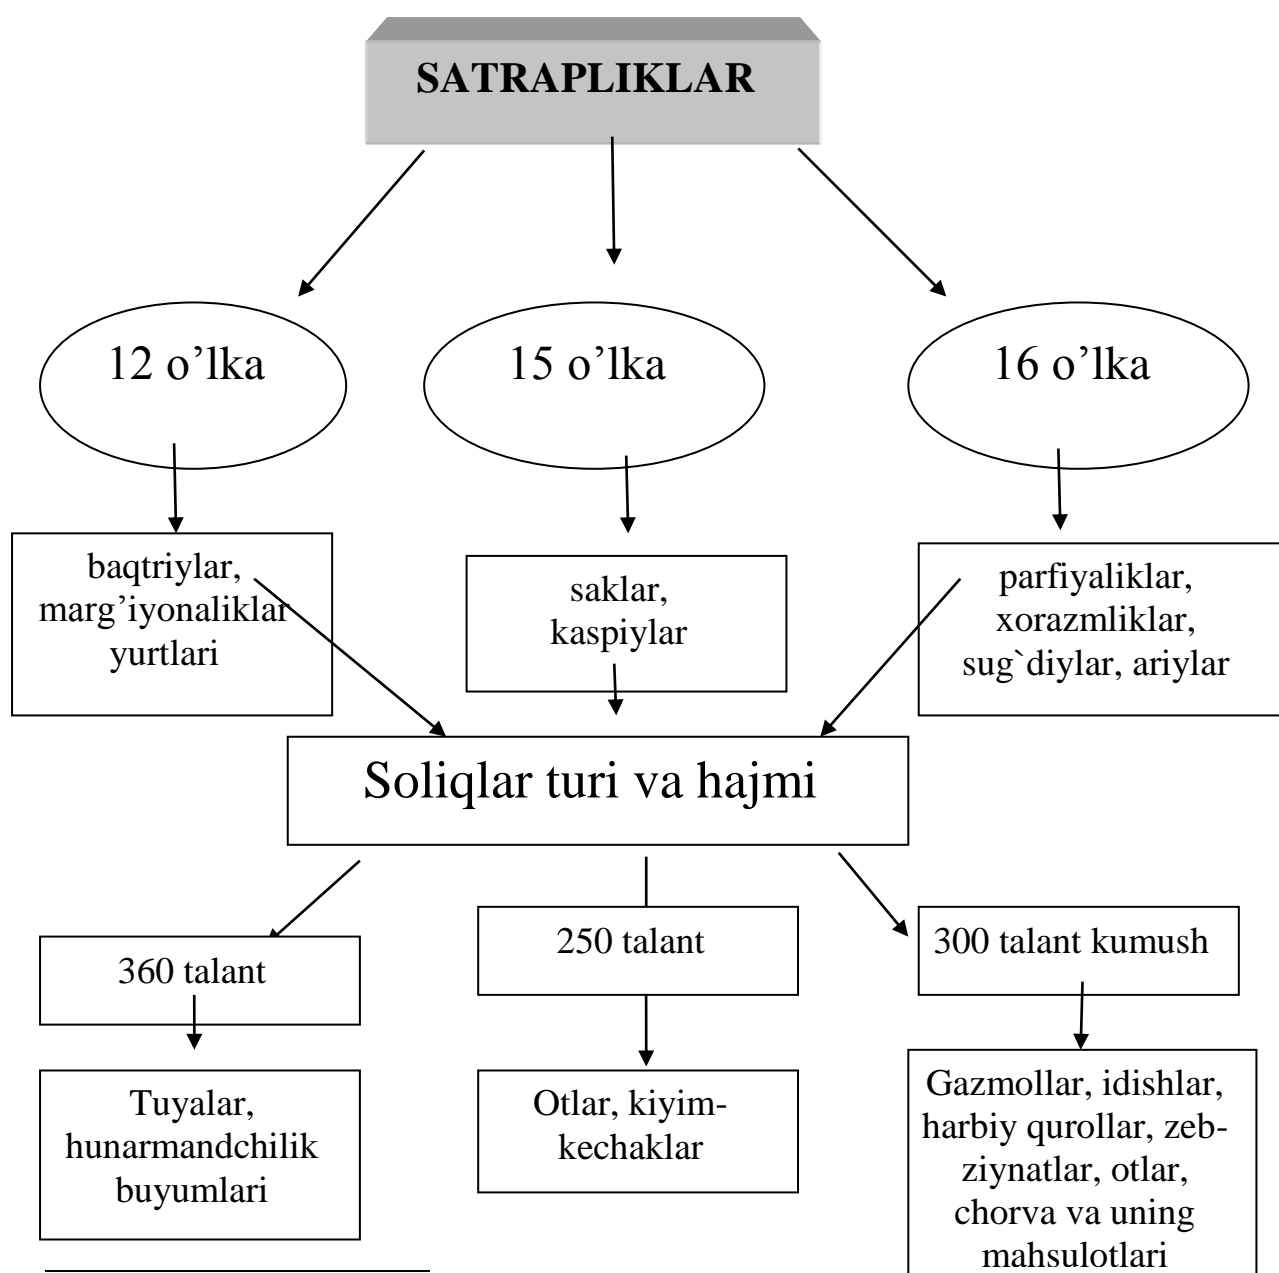 SATRAPLIKLAR
12 o’lka
15 o’lka
16 o’lka
baqtriylar,
marg’iyonaliklar
yurtlari
saklar,
kaspiylar
parfiyaliklar,
xorazmliklar,
sug`diylar, ariylar
Soliqlar turi va hajmi
360 talant
250 talant
300 talant kumush
Tuyalar,
hunarmandchilik
buyumlari
Otlar, kiyim-
kechaklar
Gazmollar, idishlar,
harbiy qurollar, zeb-
ziynatlar, otlar,
chorva va uning
mahsulotlari